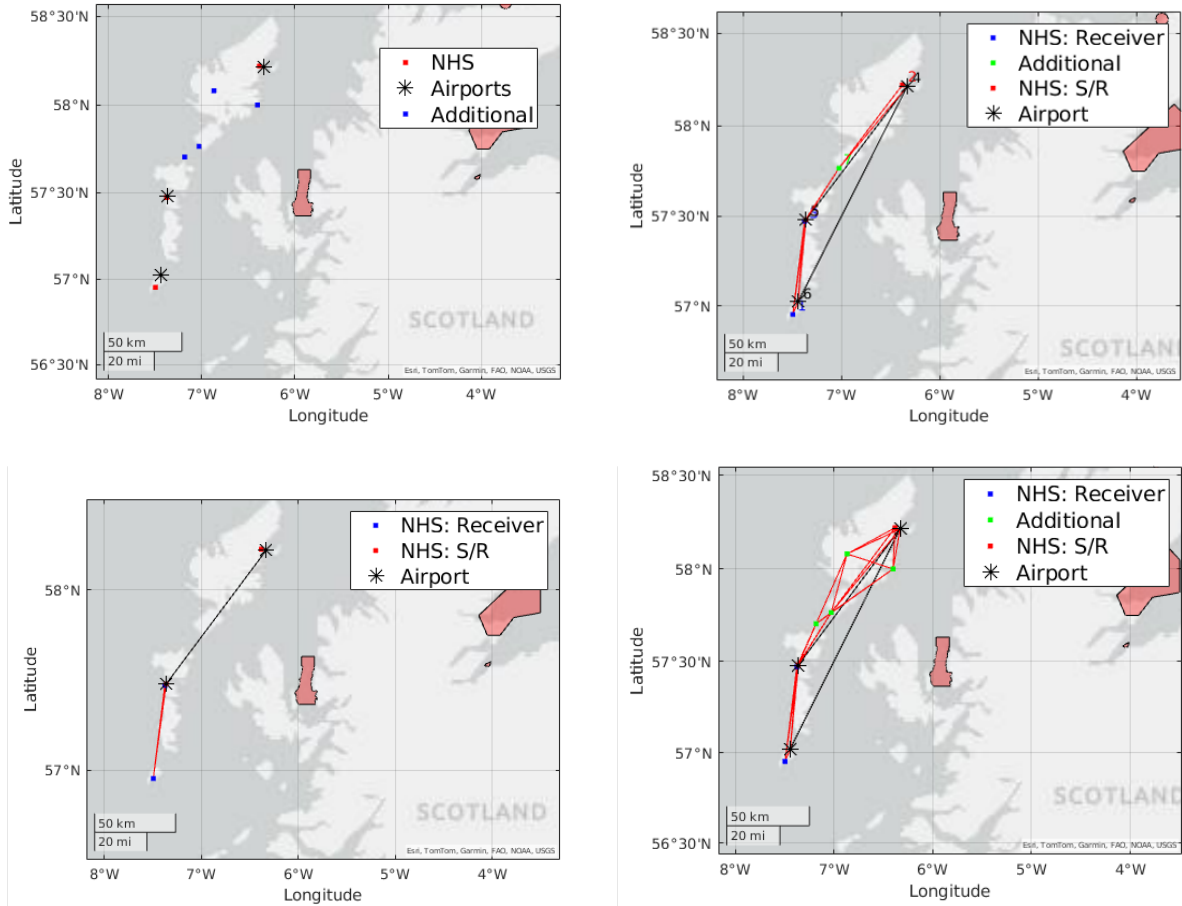 58°30'N
58°N
57°30'N
57°N
56°30'N
Latitude
NHS
Airports
Additional
50 km
20 mi
SCOTLAND
Esri, TomTom, Garmin, FAO, NOAA, USGS
8°W
7°W
6°W
5°W
4°W
Longitude
58°30'N
58°N
57°30'N
57°N
Latitude
NHS: Receiver
Additional
NHS: S/R
Airport
4
6
50 km
20 mi
SCOTLAND
Esri, TomTom, Garmin, FAO, NOAA, USGS
8°W
7°W
6°W
5°W
4°W
Longitude
58°N
57°N
Latitude
NHS: Receiver
NHS: S/R
Airport
50 km
20 mi
SCOTLAND
Esri, TomTom, Garmin, FAO, NOAA, USGS
8°W
7°W
6°W
5°W
4°W
Longitude
58°30'N
58°N
57°30'N
57°N
56°30'N
Latitude
NHS: Receiver
Additional
NHS: S/R
Airport
50 km
20 mi
SCOTLAND
Esri, TomTom, Garmin, FAO, NOAA, USGS
8°W
7°W
6°W
5°W
4°W
Longitude